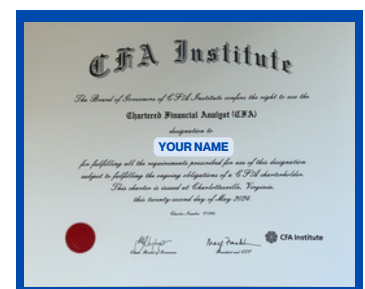 CFA Institute
The Board of Governors of CFA Institute confers the right to use the
Chartered Financial Analyst (CFA)
designation to
YOUR NAME
for fulfilling all the requirements prescribed for use of this designation
subject to fulfilling the ongoing obligations of a CFA charterholder.
This charter is issued at Charlottesville, Virginia,
this twenty-second day of May 2024.
Charter Number
CFA Institute